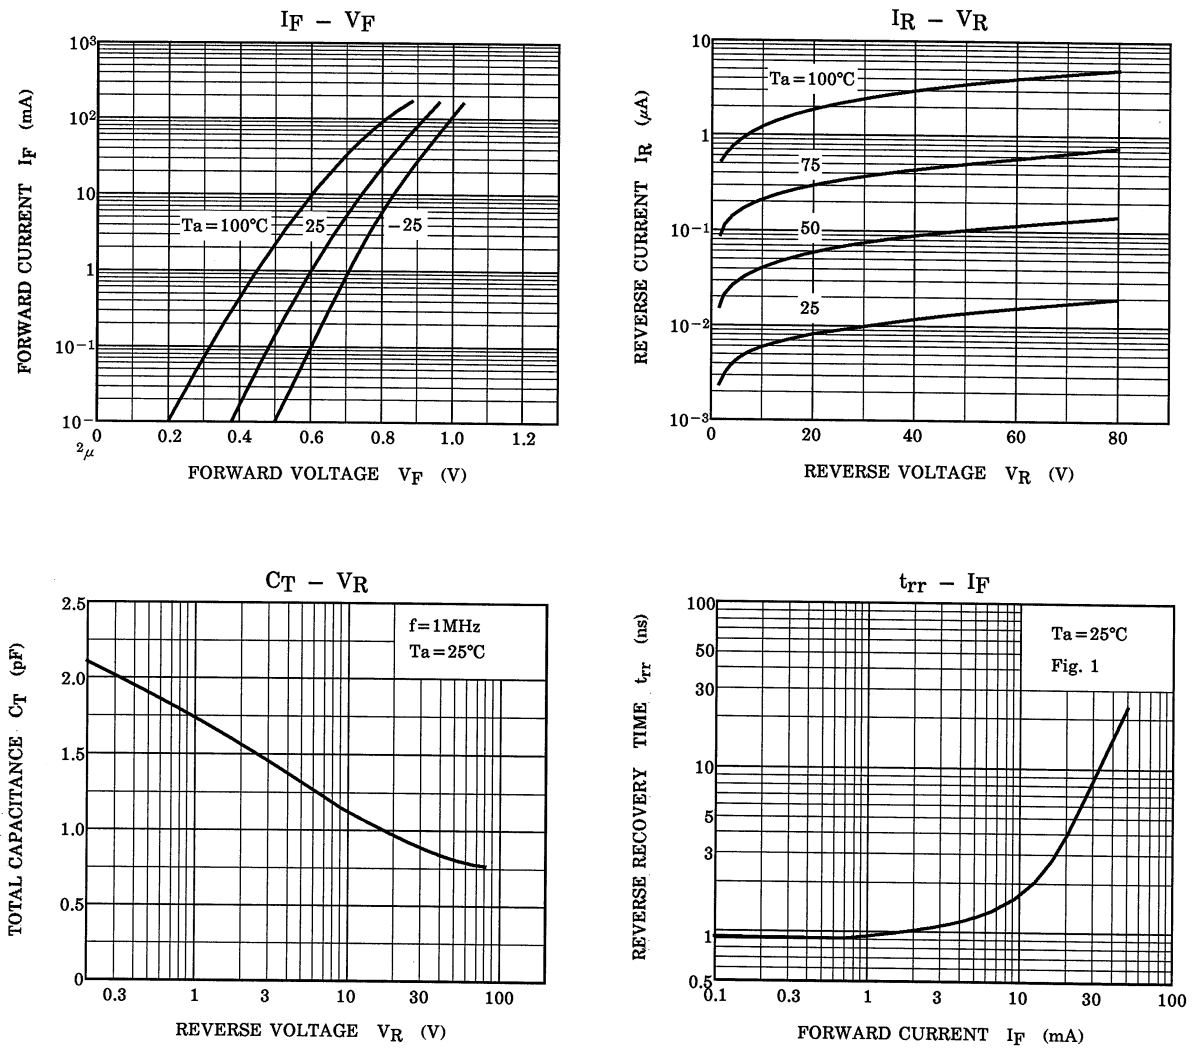 IF – VF
FORWARD CURRENT IF (mA)
10³
10²
10
1
10⁻¹
10⁻
2μ
Ta=100°C
25
–25
0 0.2 0.4 0.6 0.8 1.0 1.2
FORWARD VOLTAGE VF (V)
IR – VR
REVERSE CURRENT IR (μA)
10
1
10⁻¹
10⁻²
10⁻³
Ta=100°C
75
50
25
0 20 40 60 80
REVERSE VOLTAGE VR (V)
CT – VR
TOTAL CAPACITANCE CT (pF)
2.5
2.0
1.5
1.0
0.5
0
f=1MHz
Ta=25°C
0.3 1 3 10 30 100
REVERSE VOLTAGE VR (V)
trr – IF
REVERSE RECOVERY TIME trr (ns)
100
50
30
10
5
3
1
0.5
Ta=25°C
Fig. 1
0.1 0.3 1 3 10 30 100
FORWARD CURRENT IF (mA)